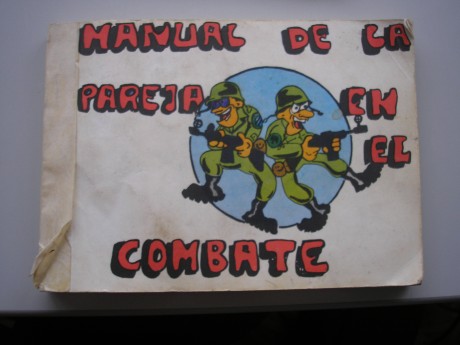 MANUAL DE LA
PAREJA EN
EL
COMBATE